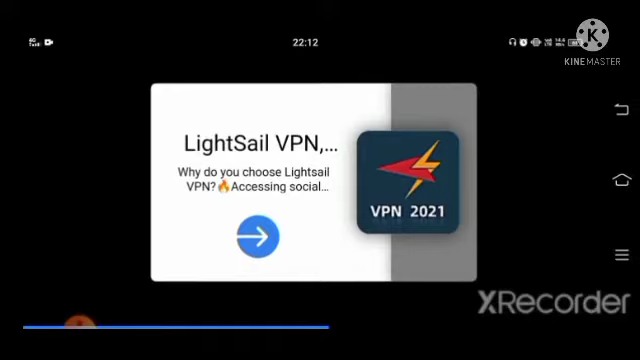 22:12
KINEMASTER
LightSail VPN,...
Why do you choose Lightsail
VPN?🔥Accessing social...
VPN 2021
XRecorder